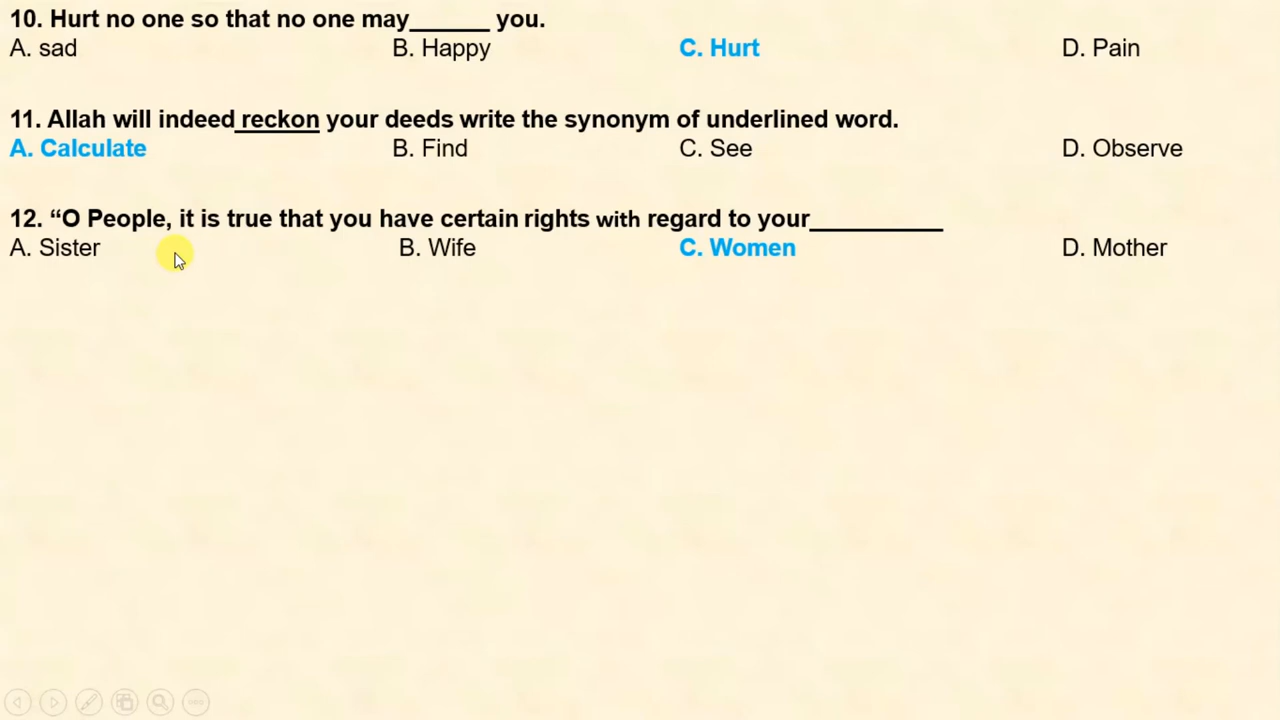 10. Hurt no one so that no one may______ you.
A. sad B. Happy C. Hurt D. Pain
11. Allah will indeed reckon your deeds write the synonym of underlined word.
A. Calculate B. Find C. See D. Observe
12. “O People, it is true that you have certain rights with regard to your__________
A. Sister B. Wife C. Women D. Mother